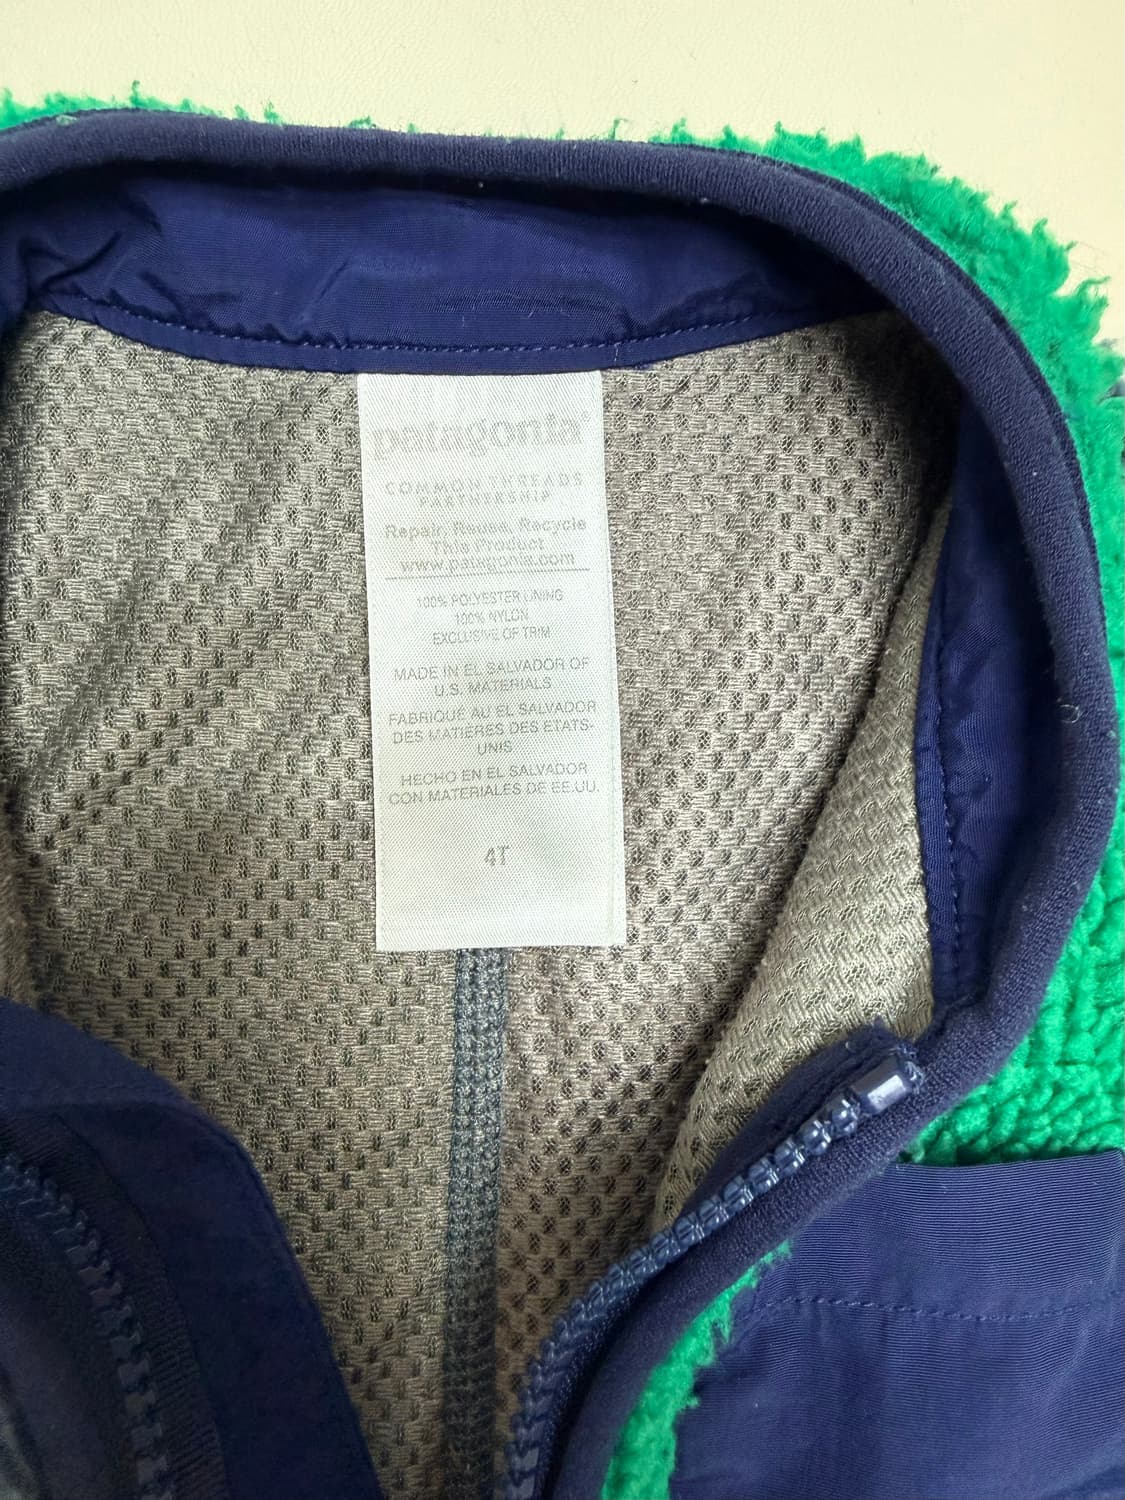 patagonia®
COMMON THREADS
PARTNERSHIP
Repair, Reuse, Recycle
This Product
www.patagonia.com
100% POLYESTER LINING
100% NYLON
EXCLUSIVE OF TRIM
MADE IN EL SALVADOR OF
U.S. MATERIALS
FABRIQUÉ AU EL SALVADOR
DES MATIÈRES DES ETATS-
UNIS
HECHO EN EL SALVADOR
CON MATERIALES DE EE.UU.
4T